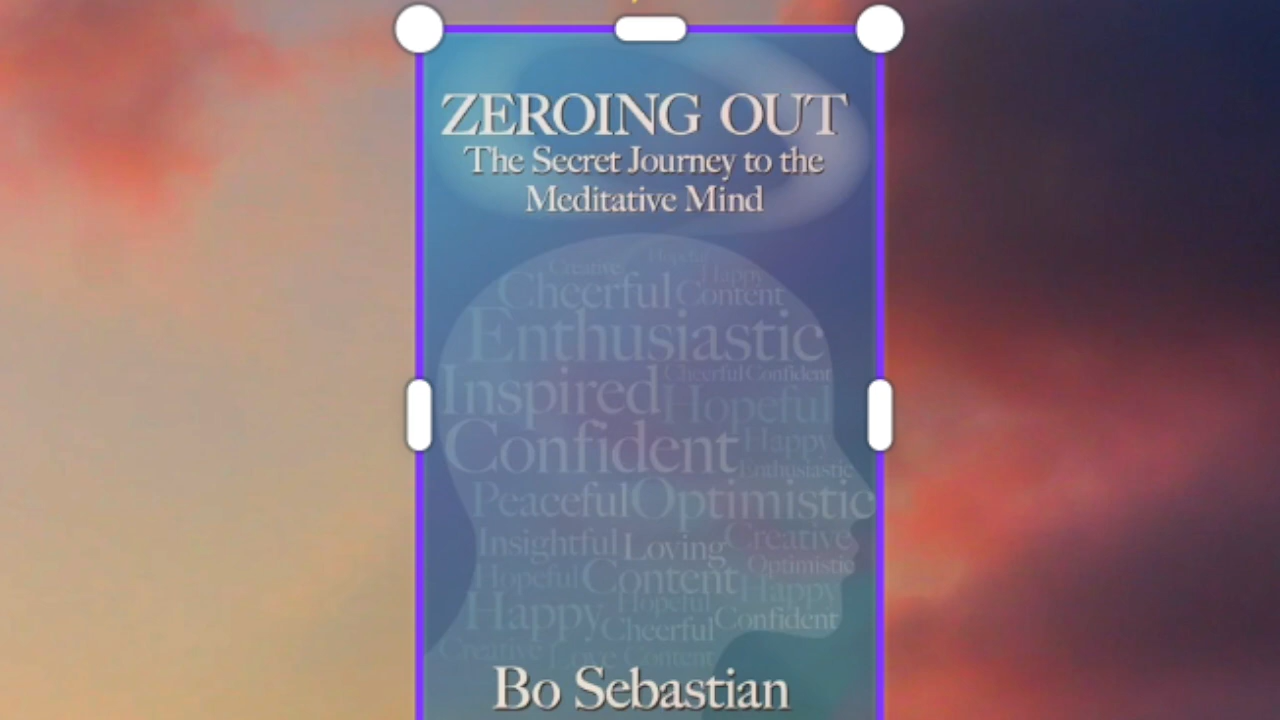 ZEROING OUT
The Secret Journey to the
Meditative Mind
Creative Hopeful Happy
Cheerful Content
Enthusiastic
Inspired Cheerful Confident
Hopeful
Confident Happy
Enthusiastic
Peaceful Optimistic
Insightful Loving Creative
Optimistic
Hopeful Content Happy
Happy Hopeful
Cheerful Confident
Creative Love Content
Bo Sebastian